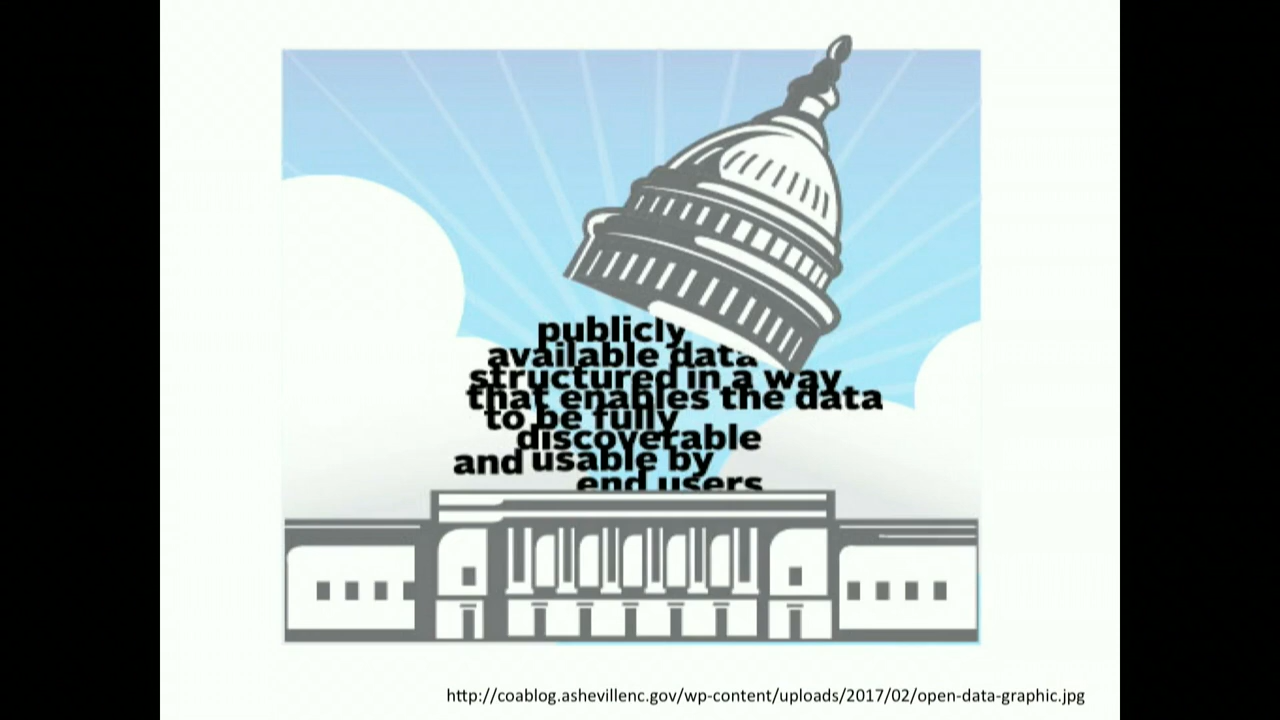 publicly
available data
structured in a way
that enables the data
to be fully
discoverable
and usable by
end users
http://coablog.ashevillenc.gov/wp-content/uploads/2017/02/open-data-graphic.jpg